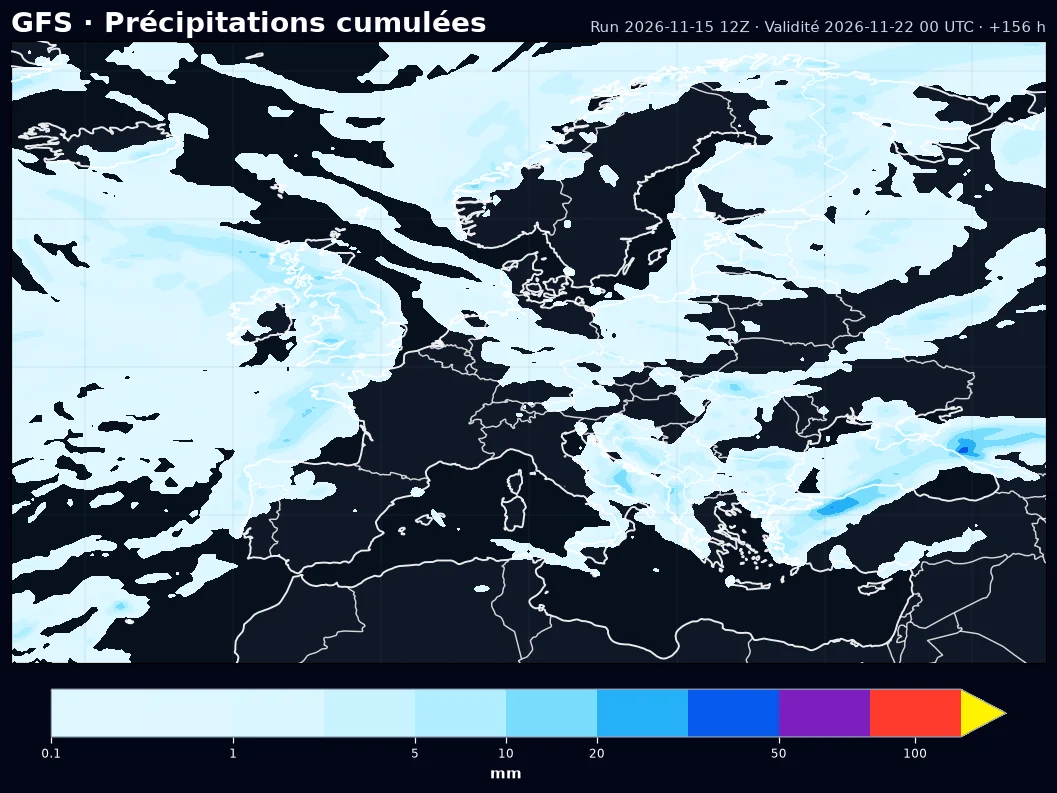 GFS · Précipitations cumulées
Run 2026-11-15 12Z · Validité 2026-11-22 00 UTC · +156 h
0.1 1 5 10 20 50 100
mm